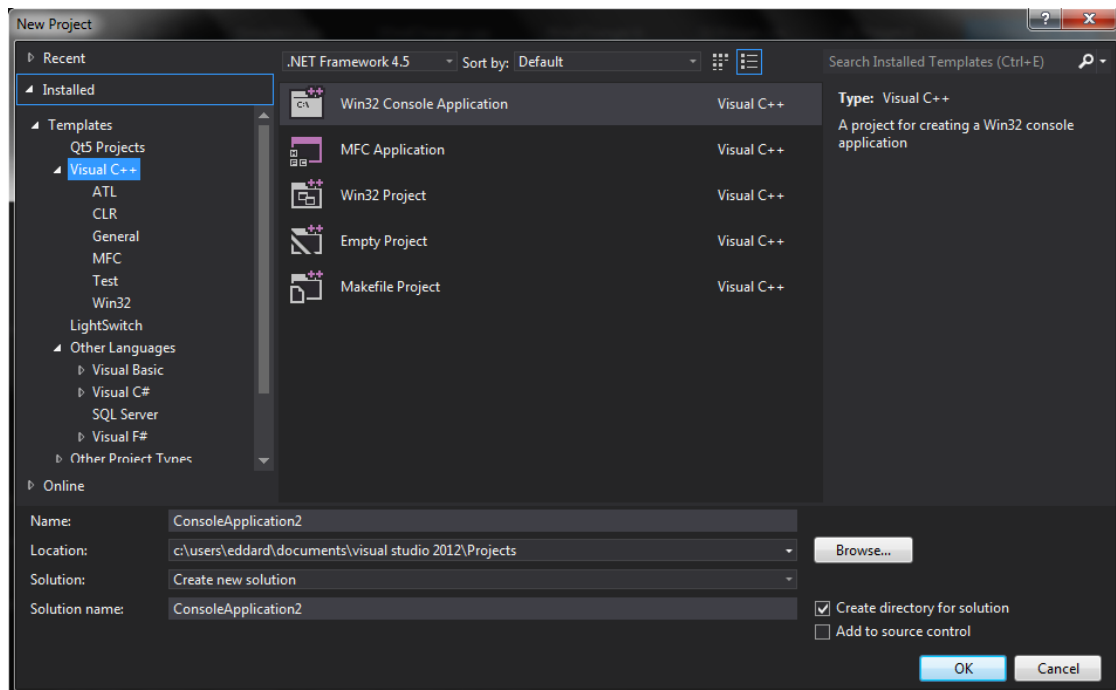 New Project
Recent
.NET Framework 4.5 Sort by: Default Search Installed Templates (Ctrl+E)
Installed
Templates
Qt5 Projects
Visual C++
ATL
CLR
General
MFC
Test
Win32
LightSwitch
Other Languages
Visual Basic
Visual C#
SQL Server
Visual F#
Other Project Types
Online
C:\ Win32 Console Application Visual C++
MFC Application Visual C++
Win32 Project Visual C++
Empty Project Visual C++
Makefile Project Visual C++
Type: Visual C++
A project for creating a Win32 console
application
Name: ConsoleApplication2
Location: c:\users\eddard\documents\visual studio 2012\Projects Browse...
Solution: Create new solution
Solution name: ConsoleApplication2
Create directory for solution
Add to source control
OK Cancel